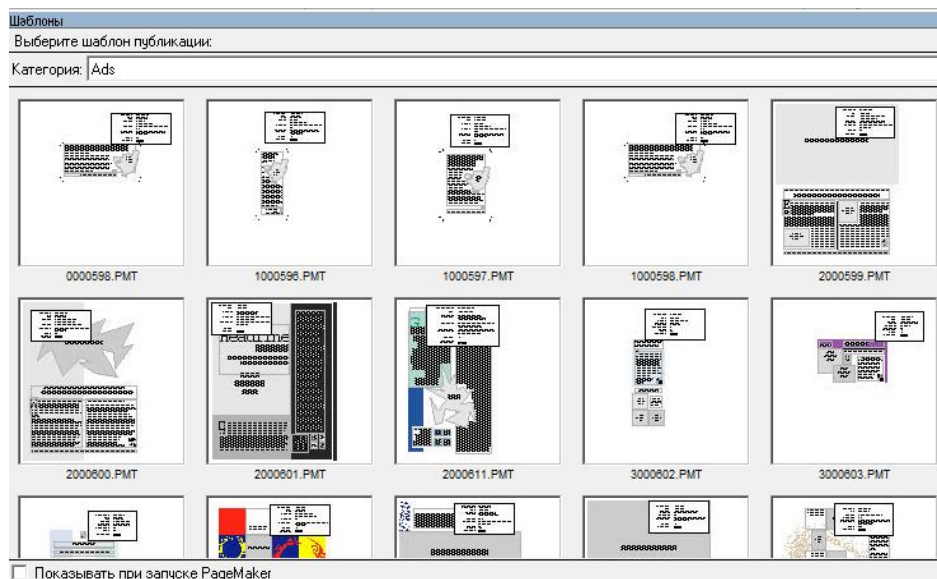 Шаблоны
Выберите шаблон публикации:
Категория: Ads
0000598.PMT
1000596.PMT
1000597.PMT
1000598.PMT
2000599.PMT
Headline
2000600.PMT
2000601.PMT
2000611.PMT
3000602.PMT
3000603.PMT
Показывать при запуске PageMaker